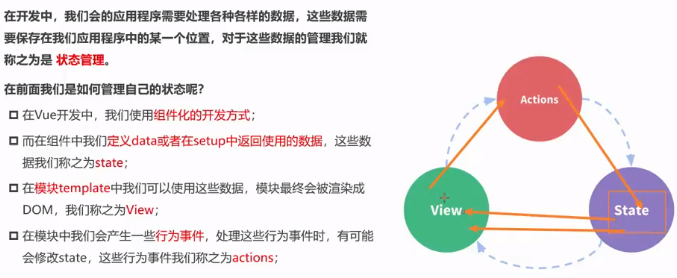 在开发中，我们会的应用程序需要处理各种各样的数据，这些数据需
要保存在我们应用程序中的某一个位置，对于这些数据的管理我们就
称之为是 状态管理。
在前面我们是如何管理自己的状态呢？
在Vue开发中，我们使用组件化的开发方式；
而在组件中我们定义data或者在setup中返回使用的数据，这些数
据我们称之为state；
在模块template中我们可以使用这些数据，模块最终会被渲染成
DOM，我们称之为View；
在模块中我们会产生一些行为事件，处理这些行为事件时，有可能
会修改state，这些行为事件我们称之为actions；
Actions
View
State